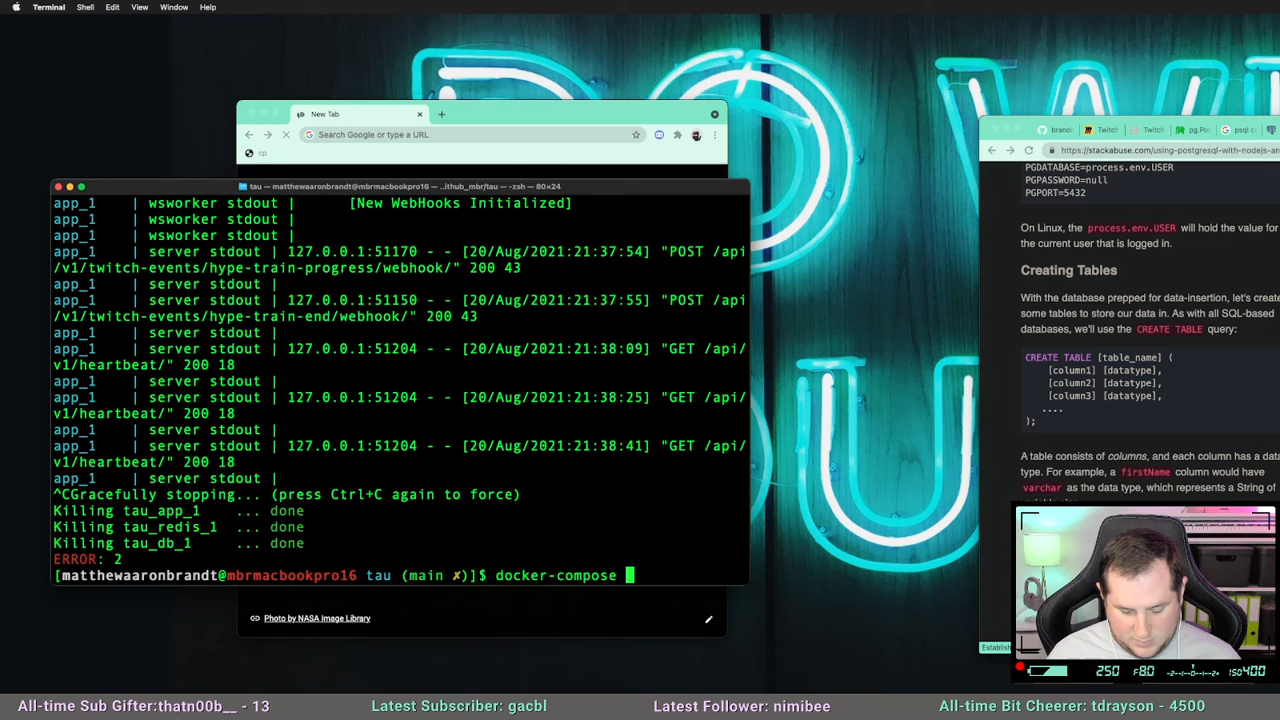 Terminal Shell Edit View Window Help
New Tab
Search Google or type a URL
cp
tau — matthewaaronbrandt@mbrmacbookpro16 — ..ithub_mbr/tau — -zsh — 80×24
app_1 | wsworker stdout | [New WebHooks Initialized]
app_1 | wsworker stdout |
app_1 | wsworker stdout |
app_1 | server stdout | 127.0.0.1:51170 - - [20/Aug/2021:21:37:54] "POST /api
/v1/twitch-events/hype-train-progress/webhook/" 200 43
app_1 | server stdout |
app_1 | server stdout | 127.0.0.1:51150 - - [20/Aug/2021:21:37:55] "POST /api
/v1/twitch-events/hype-train-end/webhook/" 200 43
app_1 | server stdout |
app_1 | server stdout | 127.0.0.1:51204 - - [20/Aug/2021:21:38:09] "GET /api/
v1/heartbeat/" 200 18
app_1 | server stdout |
app_1 | server stdout | 127.0.0.1:51204 - - [20/Aug/2021:21:38:25] "GET /api/
v1/heartbeat/" 200 18
app_1 | server stdout |
app_1 | server stdout | 127.0.0.1:51204 - - [20/Aug/2021:21:38:41] "GET /api/
v1/heartbeat/" 200 18
app_1 | server stdout |
^CGracefully stopping... (press Ctrl+C again to force)
Killing tau_app_1 ... done
Killing tau_redis_1 ... done
Killing tau_db_1 ... done
ERROR: 2
[matthewaaronbrandt@mbrmacbookpro16 tau (main ✗)]$ docker-compose
Photo by NASA Image Library
brand Twitch Twitch pg.Poo psql c
https://stackabuse.com/using-postgresql-with-nodejs-an
PGDATABASE=process.env.USER
PGPASSWORD=null
PGPORT=5432
On Linux, the process.env.USER will hold the value for
the current user that is logged in.
Creating Tables
With the database prepped for data-insertion, let's create
some tables to store our data in. As with all SQL-based
databases, we'll use the CREATE TABLE query:
CREATE TABLE [table_name] (
[column1] [datatype],
[column2] [datatype],
[column3] [datatype],
....
);
A table consists of columns, and each column has a data
type. For example, a firstName column would have
varchar as the data type, which represents a String of
Establis
250 F8.0 ISO400
All-time Sub Gifter:thatn00b__ - 13
Latest Subscriber: gacbl
Latest Follower: nimibee
All-time Bit Cheerer: tdrayson - 4500